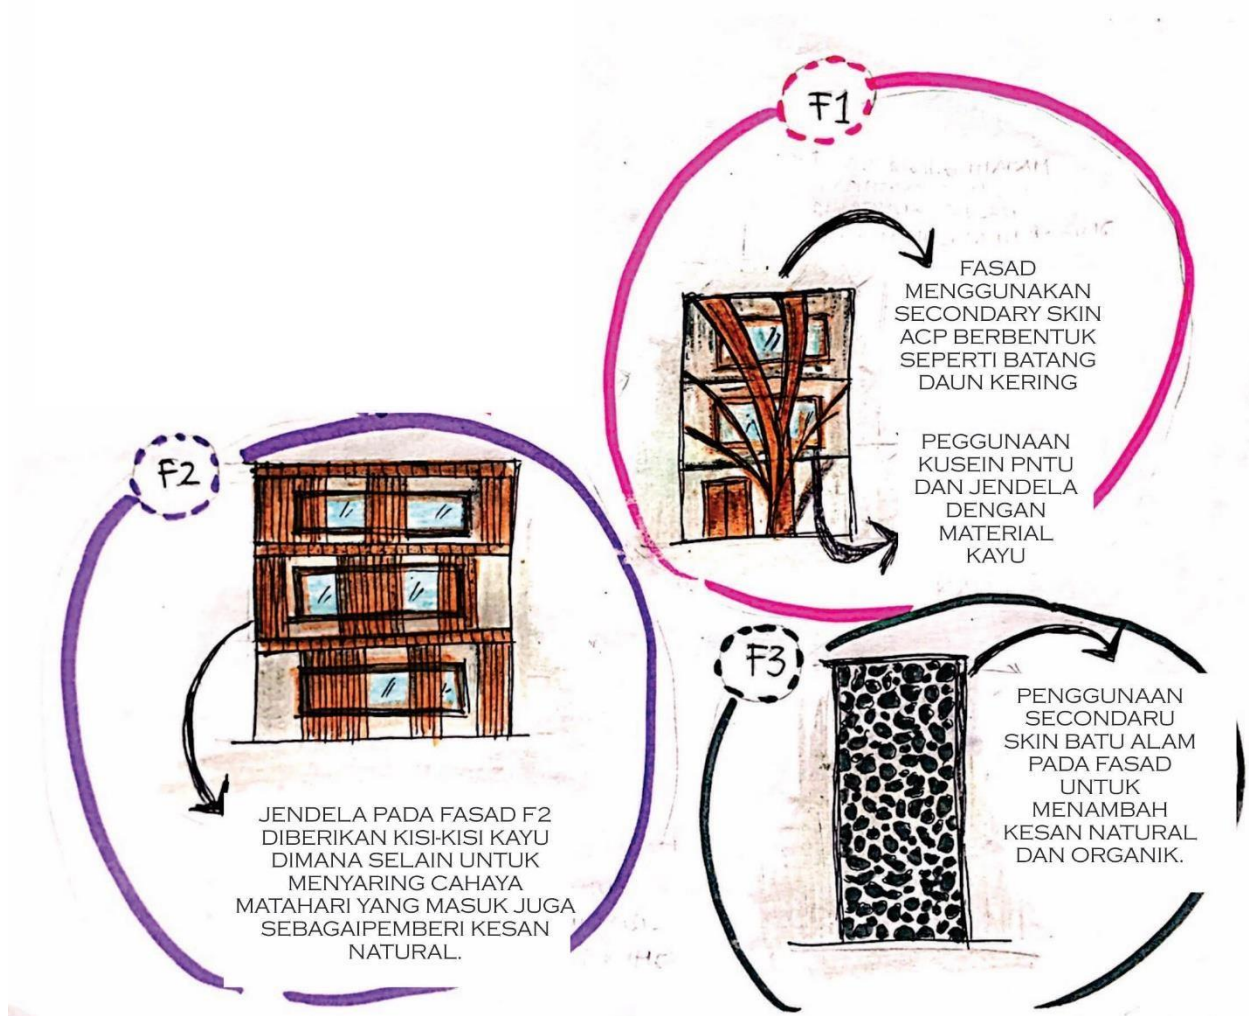 F1
FASAD
MENGGUNAKAN
SECONDARY SKIN
ACP BERBENTUK
SEPERTI BATANG
DAUN KERING
PEGGUNAAN
KUSEIN PNTU
DAN JENDELA
DENGAN
MATERIAL
KAYU
F2
JENDELA PADA FASAD F2
DIBERIKAN KISI-KISI KAYU
DIMANA SELAIN UNTUK
MENYARING CAHAYA
MATAHARI YANG MASUK JUGA
SEBAGAIPEMBERI KESAN
NATURAL.
F3
PENGGUNAAN
SECONDARU
SKIN BATU ALAM
PADA FASAD
UNTUK
MENAMBAH
KESAN NATURAL
DAN ORGANIK.